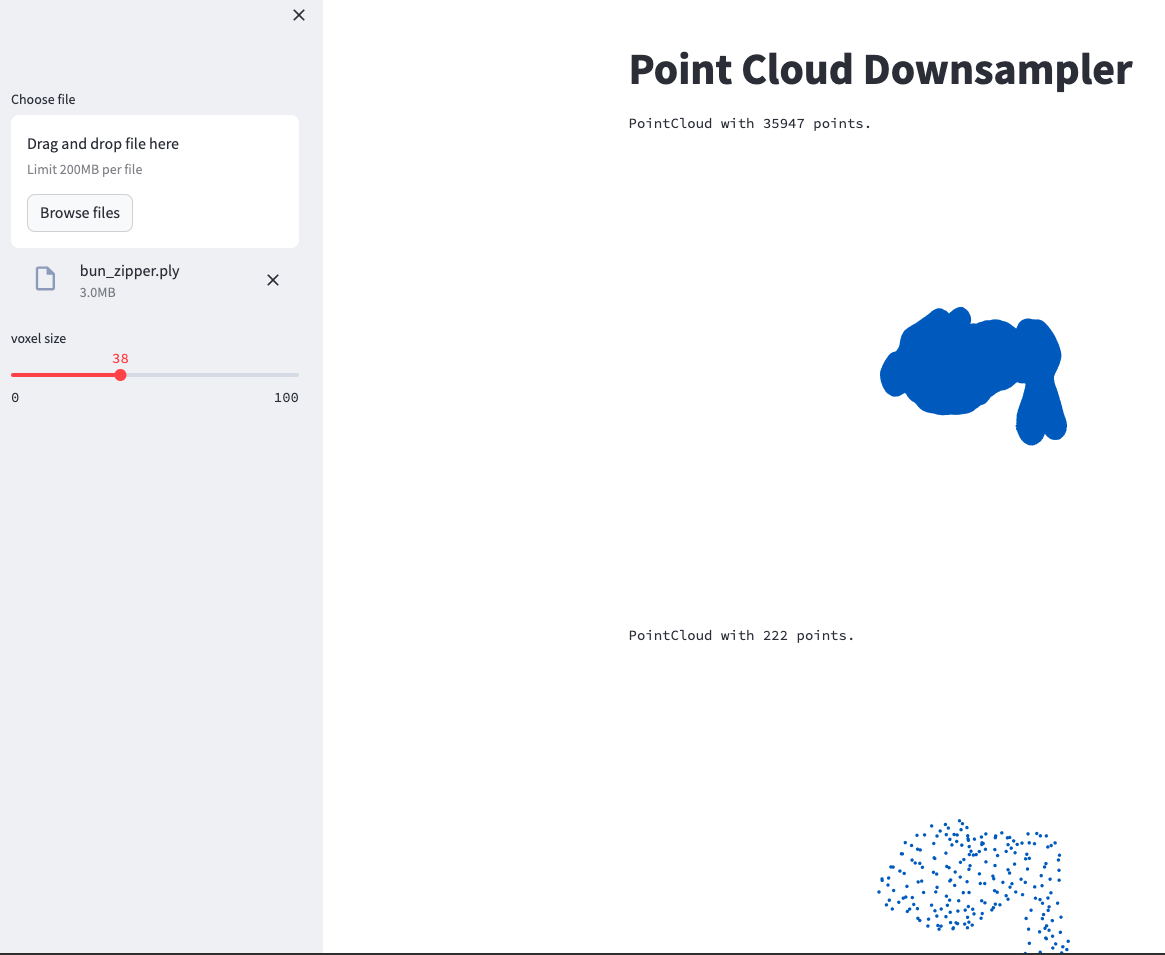 Choose file
Drag and drop file here
Limit 200MB per file
Browse files
bun_zipper.ply
3.0MB
voxel size
38
0 100
Point Cloud Downsampler
PointCloud with 35947 points.
PointCloud with 222 points.